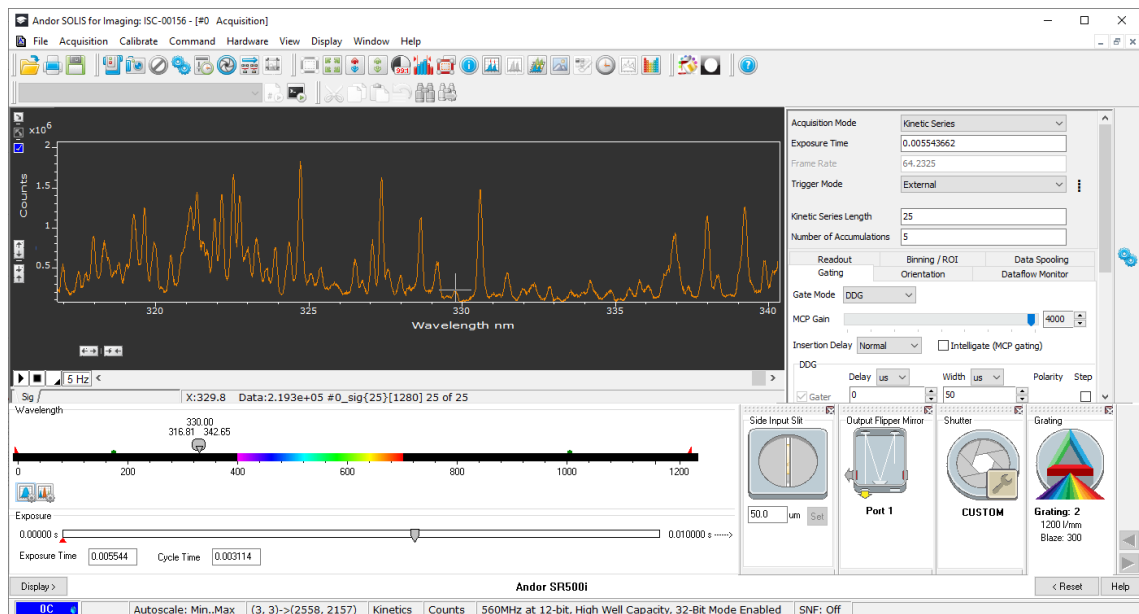 Andor SOLIS for Imaging: ISC-00156 - [#0 Acquisition]
File Acquisition Calibrate Command Hardware View Display Window Help
99:1
x10^6
2
1.5
1
0.5
Counts
320 325 330 335 340
Wavelength nm
5 Hz
Sig
X:329.8 Data:2.193e+05 #0_sig{25}[1280] 25 of 25
Acquisition Mode Kinetic Series
Exposure Time 0.005543662
Frame Rate 64.2325
Trigger Mode External
Kinetic Series Length 25
Number of Accumulations 5
Readout Binning / ROI Data Spooling
Gating Orientation Dataflow Monitor
Gate Mode DDG
MCP Gain 4000
Insertion Delay Normal Intelligate (MCP gating)
DDG
Delay us Width us Polarity Step
Gater 0 50
Wavelength
330.00
316.81 342.65
0 200 400 600 800 1000 1200
Exposure
0.00000 s 0.010000 s ----->
Exposure Time 0.005544 Cycle Time 0.003114
Side Input Slit
50.0 um Set
Output Flipper Mirror
Port 1
Shutter
CUSTOM
Grating
Grating: 2
1200 l/mm
Blaze: 300
Display > Andor SR500i < Reset Help
0C Autoscale: Min..Max (3, 3)->(2558, 2157) Kinetics Counts 560MHz at 12-bit, High Well Capacity, 32-Bit Mode Enabled SNF: Off